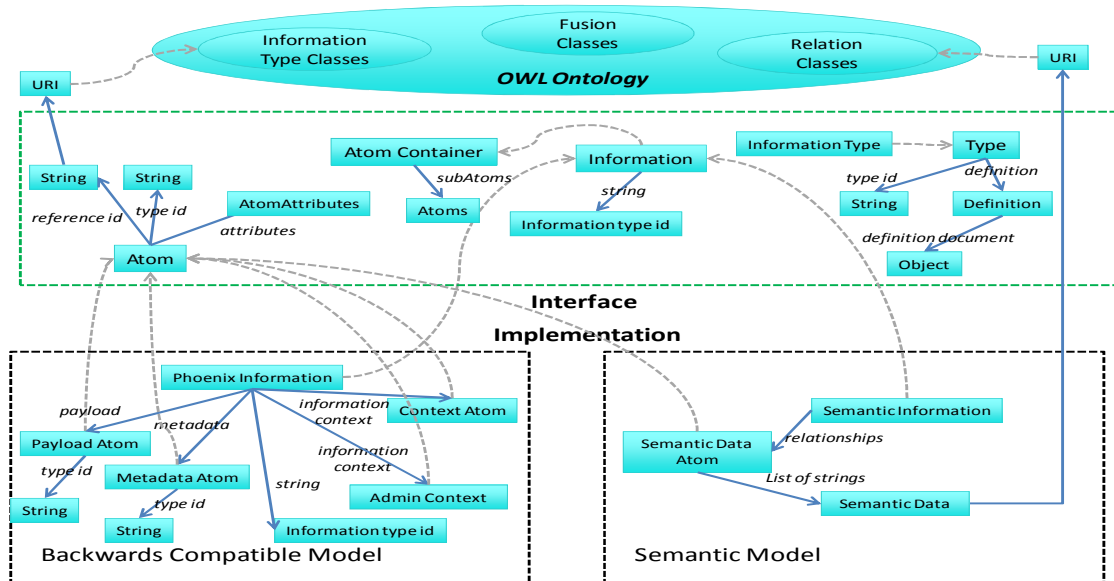 Fusion
Classes
Information
Type Classes
Relation
Classes
OWL Ontology
URI
URI
String
String
reference id
type id
AtomAttributes
attributes
Atom
Atom Container
subAtoms
Atoms
Information
string
Information type id
Information Type
Type
type id
definition
String
Definition
definition document
Object
Interface
Implementation
Phoenix Information
payload
metadata
information
context
Context Atom
Payload Atom
type id
Metadata Atom
information
context
string
Admin Context
String
type id
String
Information type id
Backwards Compatible Model
Semantic Information
relationships
Semantic Data
Atom
List of strings
Semantic Data
Semantic Model